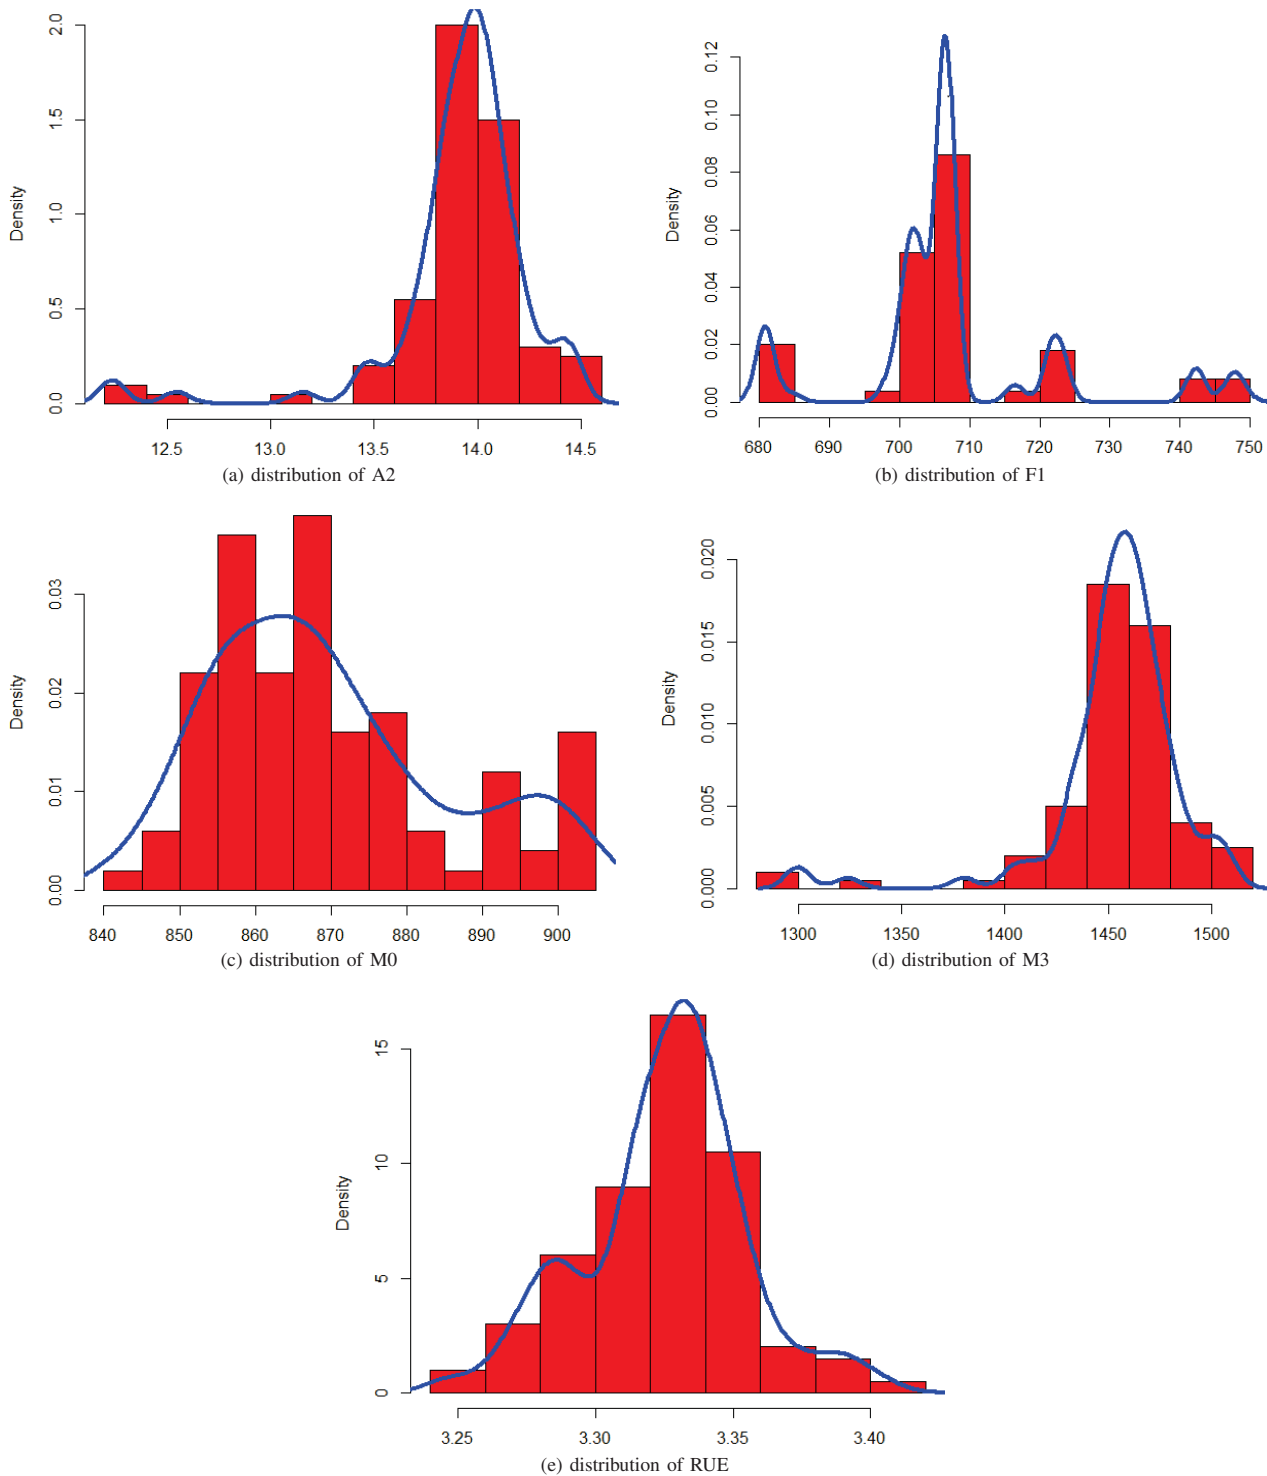 Density
0.0 0.5 1.0 1.5 2.0
12.5 13.0 13.5 14.0 14.5
(a) distribution of A2
Density
0.00 0.02 0.04 0.06 0.08 0.10 0.12
680 690 700 710 720 730 740 750
(b) distribution of F1
Density
0.00 0.01 0.02 0.03
840 850 860 870 880 890 900
(c) distribution of M0
Density
0.000 0.005 0.010 0.015 0.020
1300 1350 1400 1450 1500
(d) distribution of M3
Density
0 5 10 15
3.25 3.30 3.35 3.40
(e) distribution of RUE